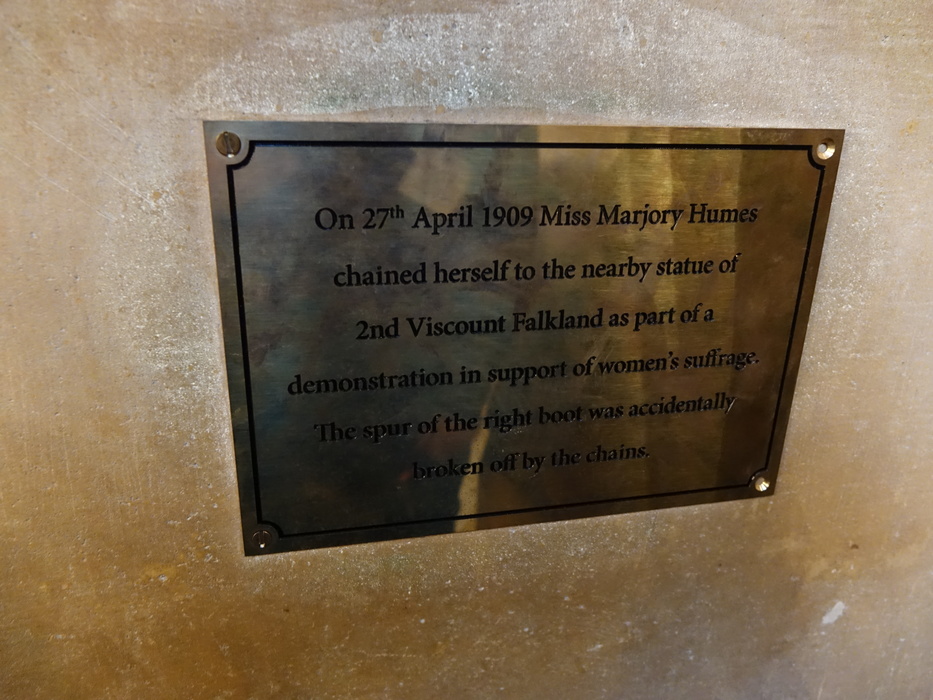 On 27th April 1909 Miss Marjory Humes
chained herself to the nearby statue of
2nd Viscount Falkland as part of a
demonstration in support of women's suffrage.
The spur of the right boot was accidentally
broken off by the chains.